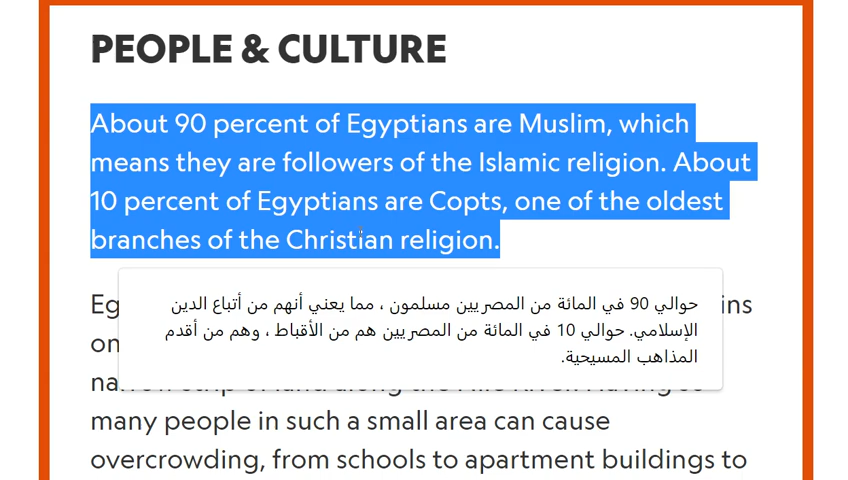 PEOPLE & CULTURE
About 90 percent of Egyptians are Muslim, which
means they are followers of the Islamic religion. About
10 percent of Egyptians are Copts, one of the oldest
branches of the Christian religion.
حوالي 90 في المائة من المصريين مسلمون ، مما يعني أنهم من أتباع الدين
الإسلامي. حوالي 10 في المائة من المصريين هم من الأقباط ، وهم من أقدم
المذاهب المسيحية.
many people in such a small area can cause
overcrowding, from schools to apartment buildings to